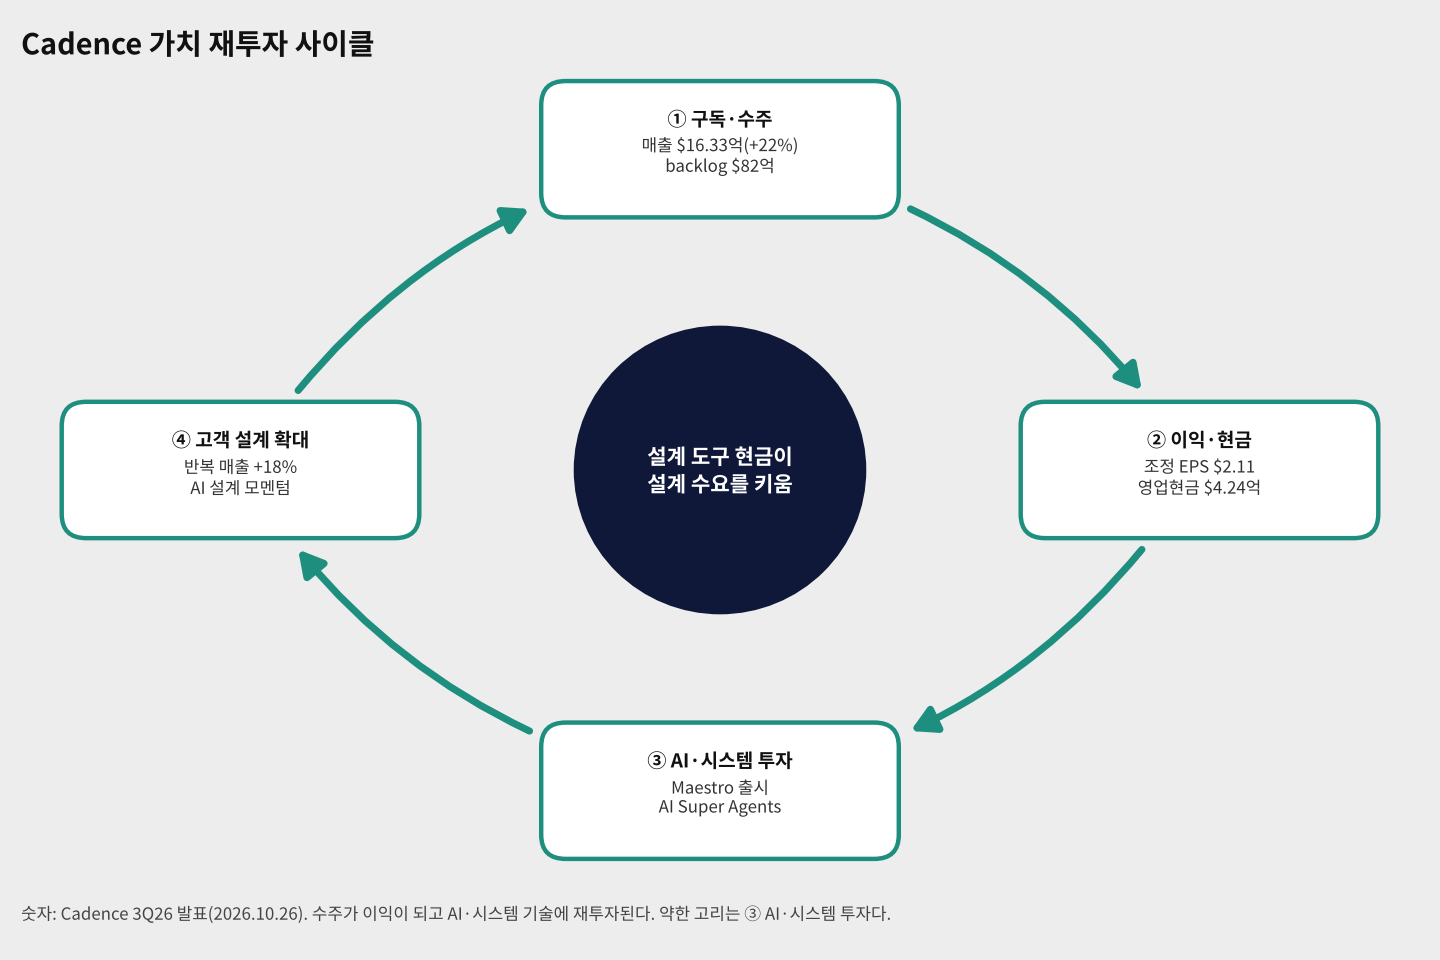 Cadence 가치 재투자 사이클
① 구독·수주
매출 $16.33억(+22%)
backlog $82억
② 이익·현금
조정 EPS $2.11
영업현금 $4.24억
③ AI·시스템 투자
Maestro 출시
AI Super Agents
④ 고객 설계 확대
반복 매출 +18%
AI 설계 모멘텀
설계 도구 현금이
설계 수요를 키움
숫자: Cadence 3Q26 발표(2026.10.26). 수주가 이익이 되고 AI·시스템 기술에 재투자된다. 약한 고리는 ③ AI·시스템 투자다.